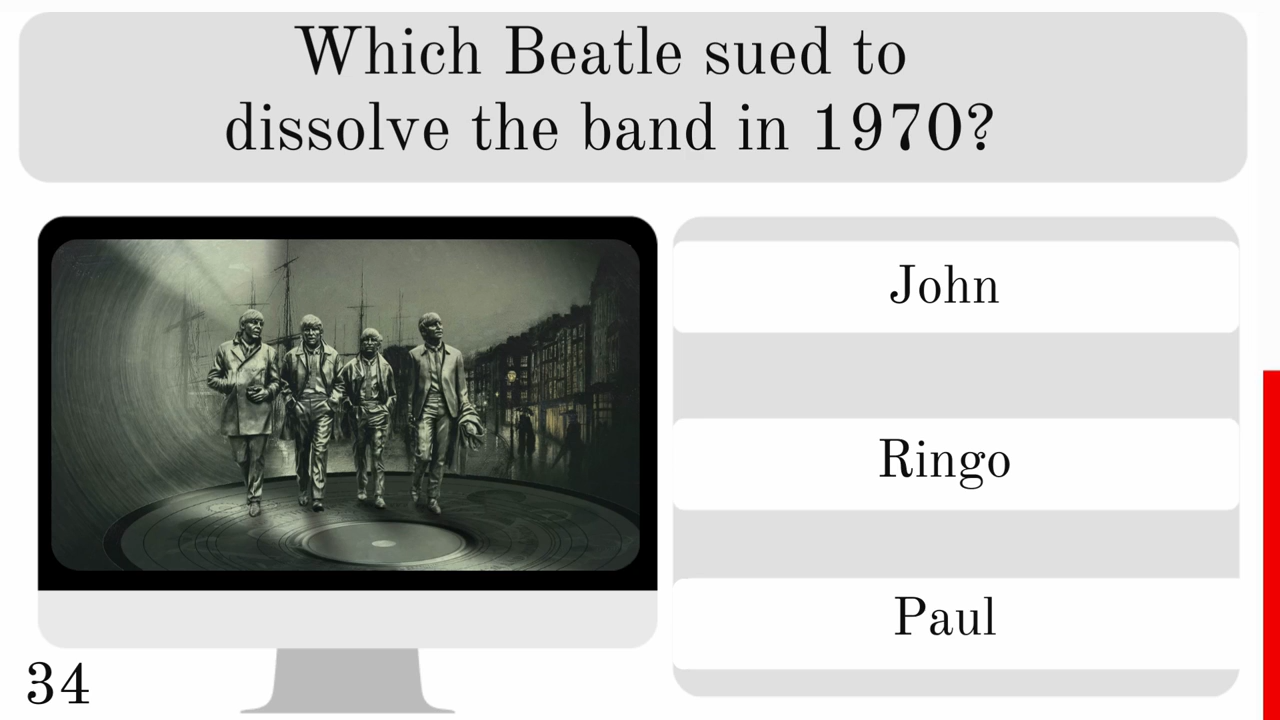 Which Beatle sued to
dissolve the band in 1970?
John
Ringo
Paul
34